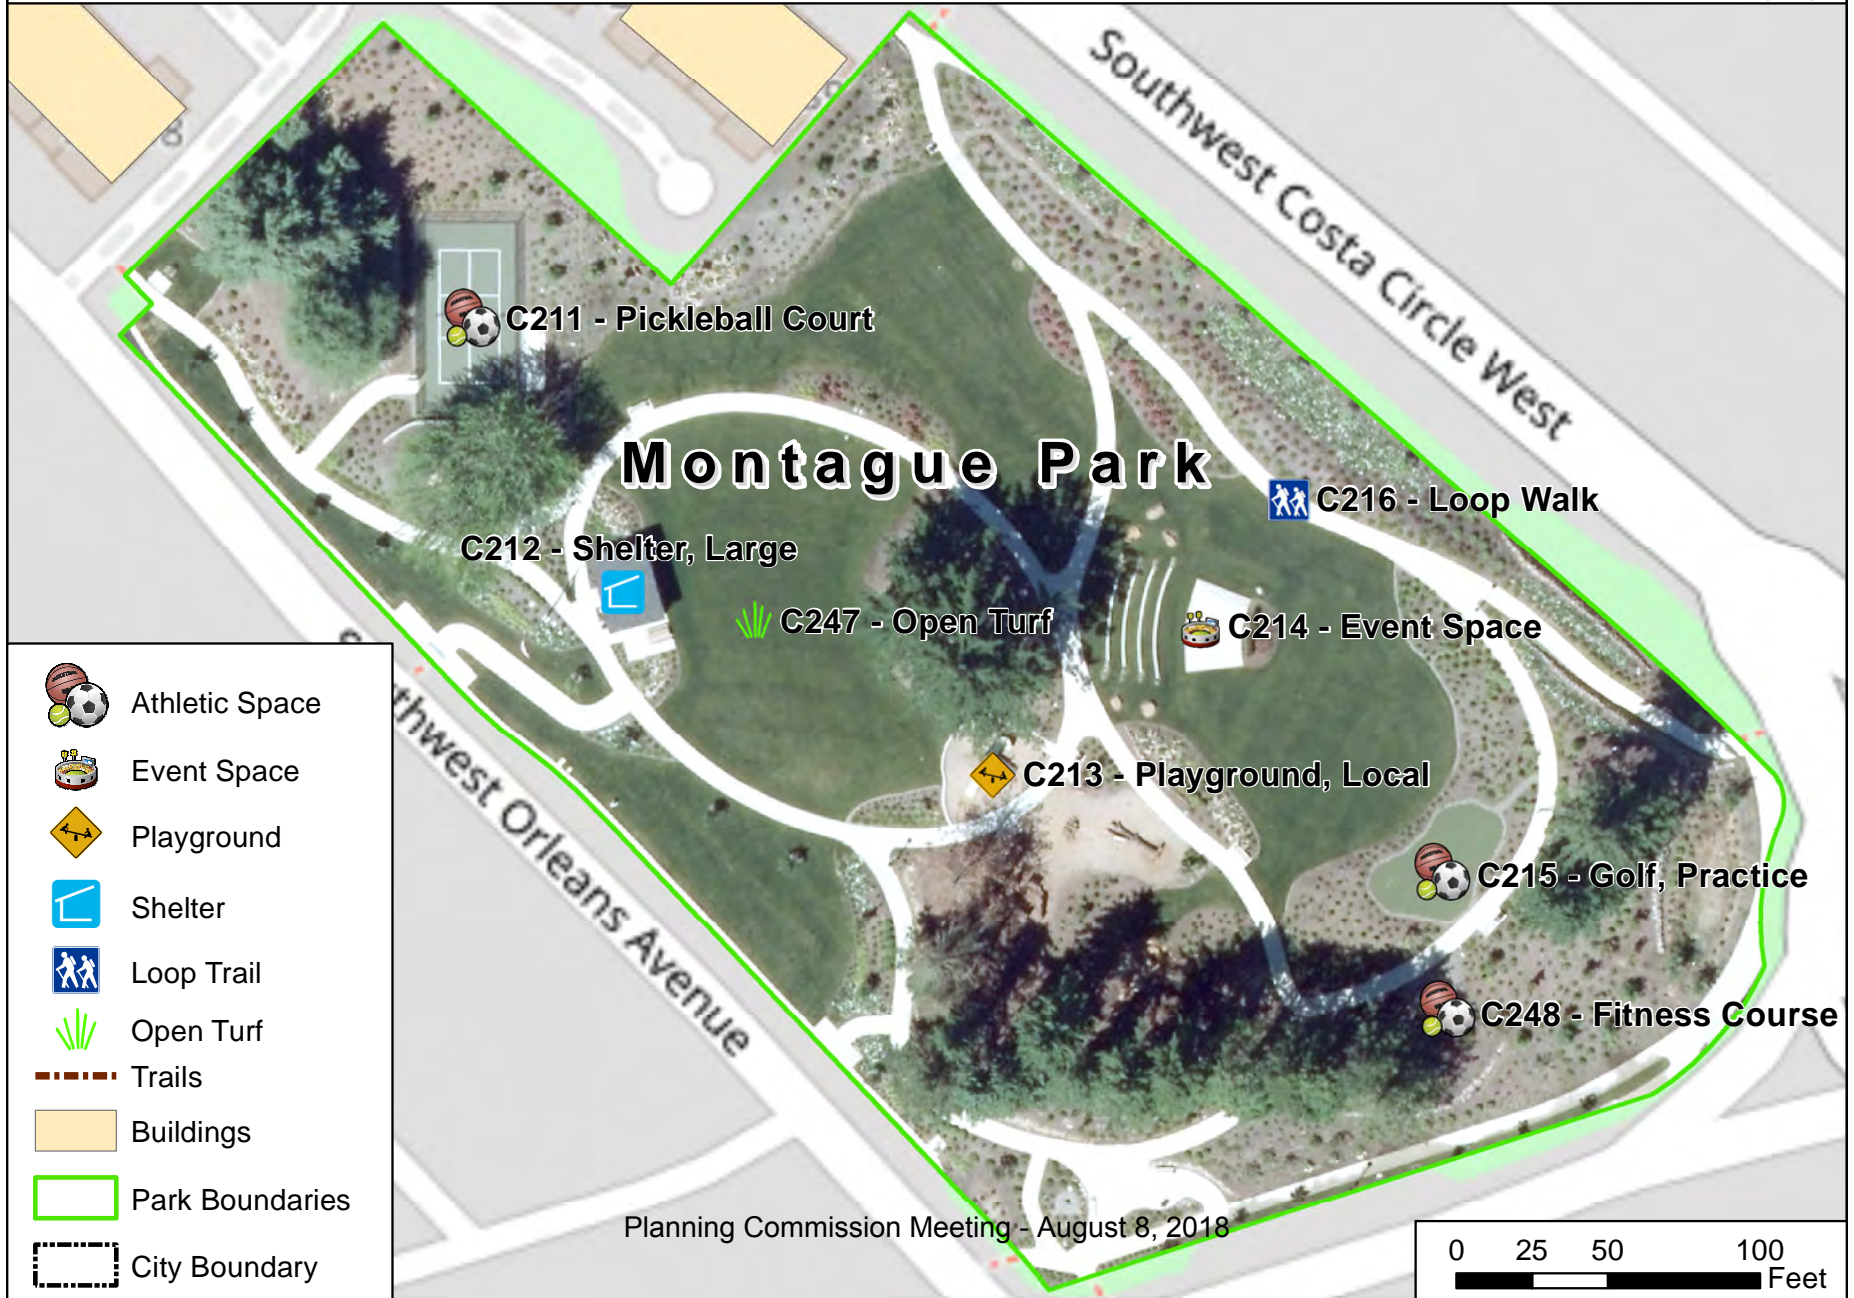 Southwest Costa Circle West
C211 - Pickleball Court
Montague Park
C216 - Loop Walk
C212 - Shelter, Large
C247 - Open Turf
C214 - Event Space
C213 - Playground, Local
C215 - Golf, Practice
C248 - Fitness Course
thwest Orleans Avenue
Athletic Space
Event Space
Playground
Shelter
Loop Trail
Open Turf
Trails
Buildings
Park Boundaries
City Boundary
Planning Commission Meeting - August 8, 2018
0 25 50 100
Feet